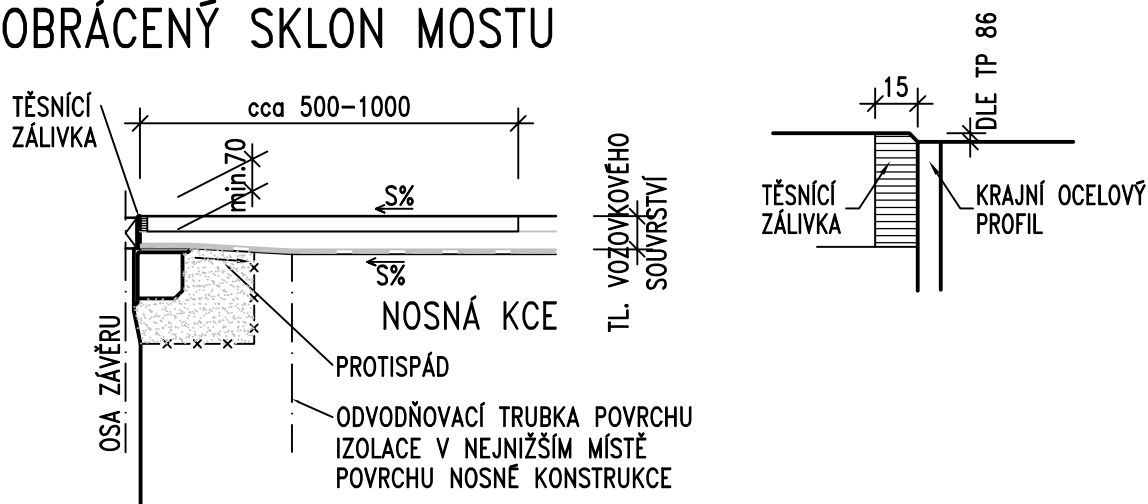 OBRÁCENÝ SKLON MOSTU
TĚSNÍCÍ
ZÁLIVKA
cca 500-1000
min.70
S%
S%
NOSNÁ KCE
TL. VOZOVKOVÉHO
SOUVRSTVÍ
OSA ZÁVĚRU
PROTISPÁD
ODVODŇOVACÍ TRUBKA POVRCHU
IZOLACE V NEJNIŽŠÍM MÍSTĚ
POVRCHU NOSNÉ KONSTRUKCE
15
DLE TP 86
TĚSNÍCÍ
ZÁLIVKA
KRAJNÍ OCELOVÝ
PROFIL